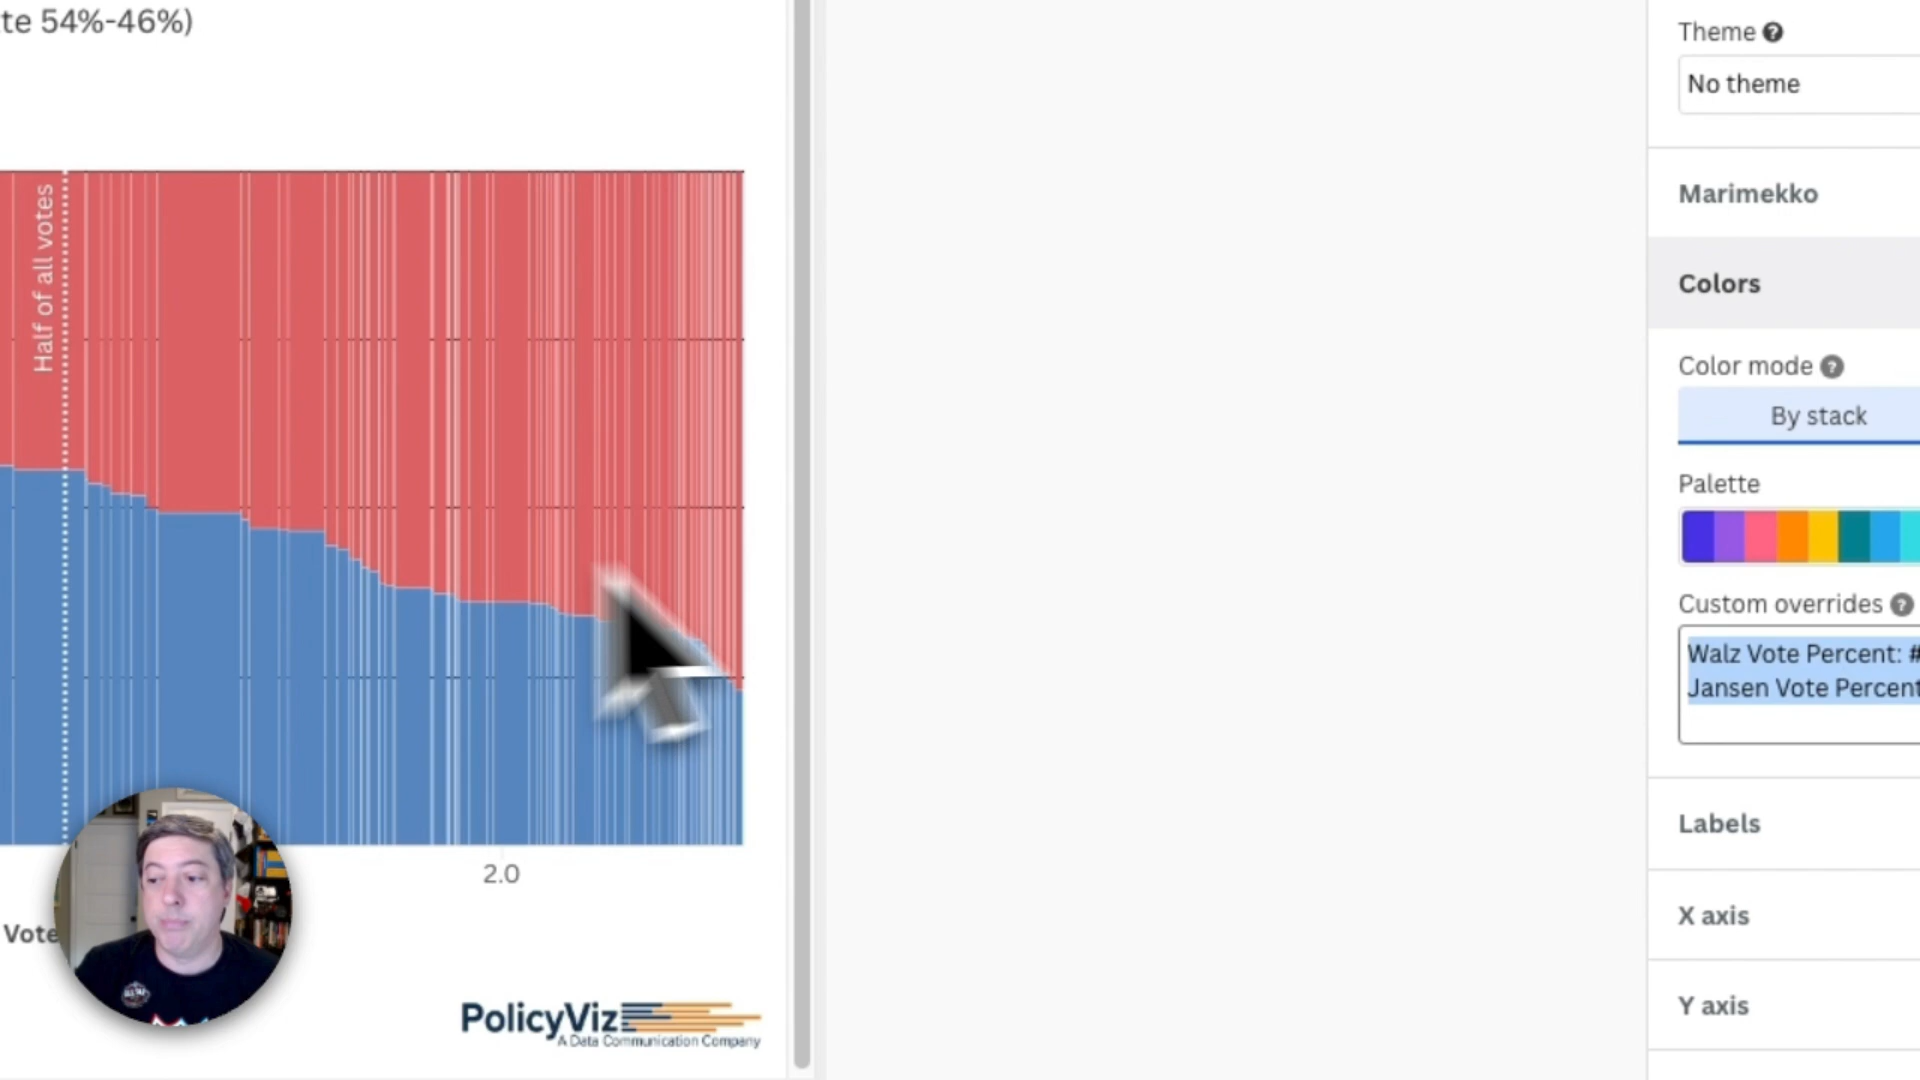 te 54%-46%)
Half of all votes
2.0
Vote
PolicyViz
A Data Communication Company
Theme ?
No theme
Marimekko
Colors
Color mode ?
By stack
Palette
Custom overrides ?
Walz Vote Percent: #
Jansen Vote Percent
Labels
X axis
Y axis